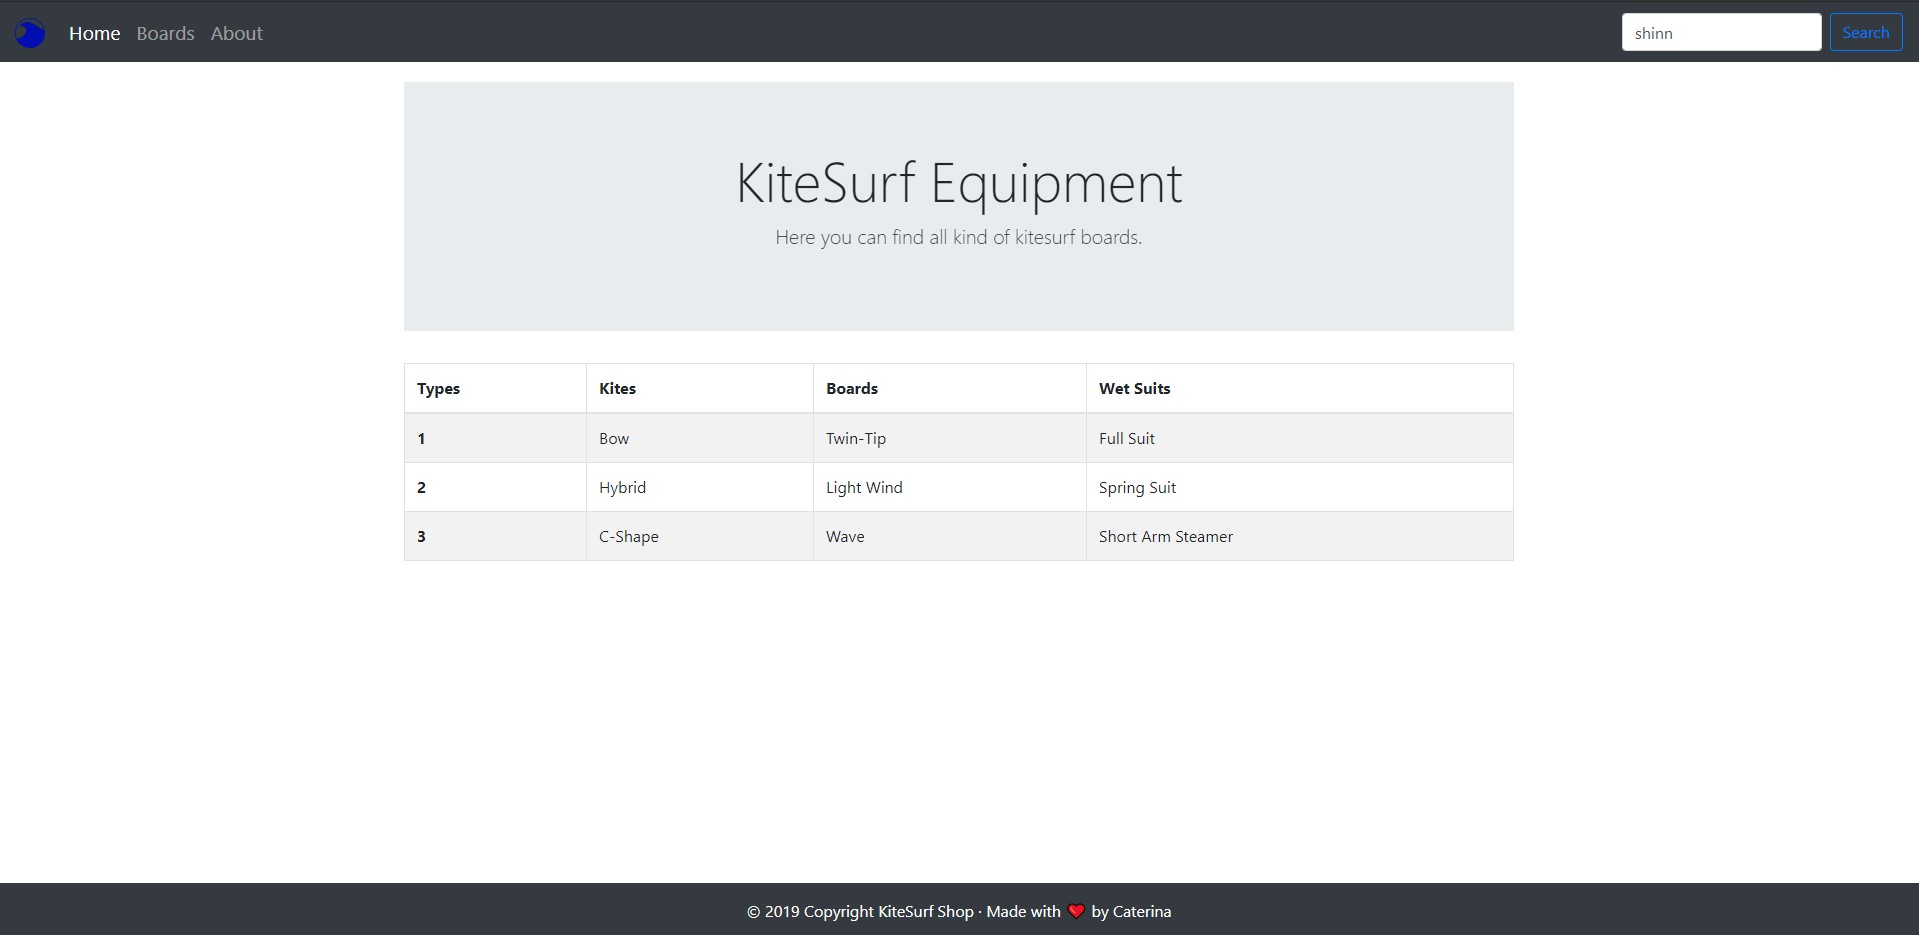 Home Boards About shinn Search
KiteSurf Equipment
Here you can find all kind of kitesurf boards.
Types Kites Boards Wet Suits
1 Bow Twin-Tip Full Suit
2 Hybrid Light Wind Spring Suit
3 C-Shape Wave Short Arm Steamer
© 2019 Copyright KiteSurf Shop · Made with ❤️ by Caterina